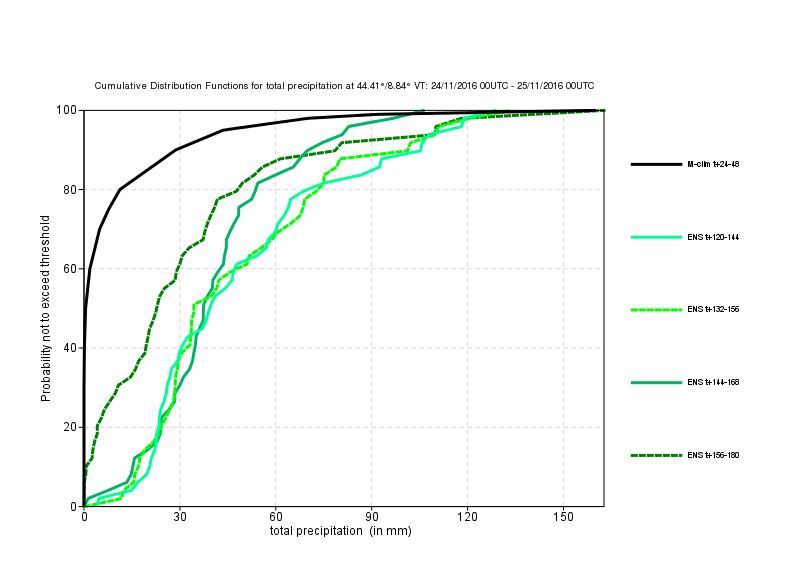 Cumulative Distribution Functions for total precipitation at 44.41°/8.84° VT: 24/11/2016 00UTC - 25/11/2016 00UTC
100
80
60
40
20
0
Probability not to exceed threshold
0 30 60 90 120 150
total precipitation (in mm)
M-clim t+24-48
ENS t+120-144
ENS t+132-156
ENS t+144-168
ENS t+156-180